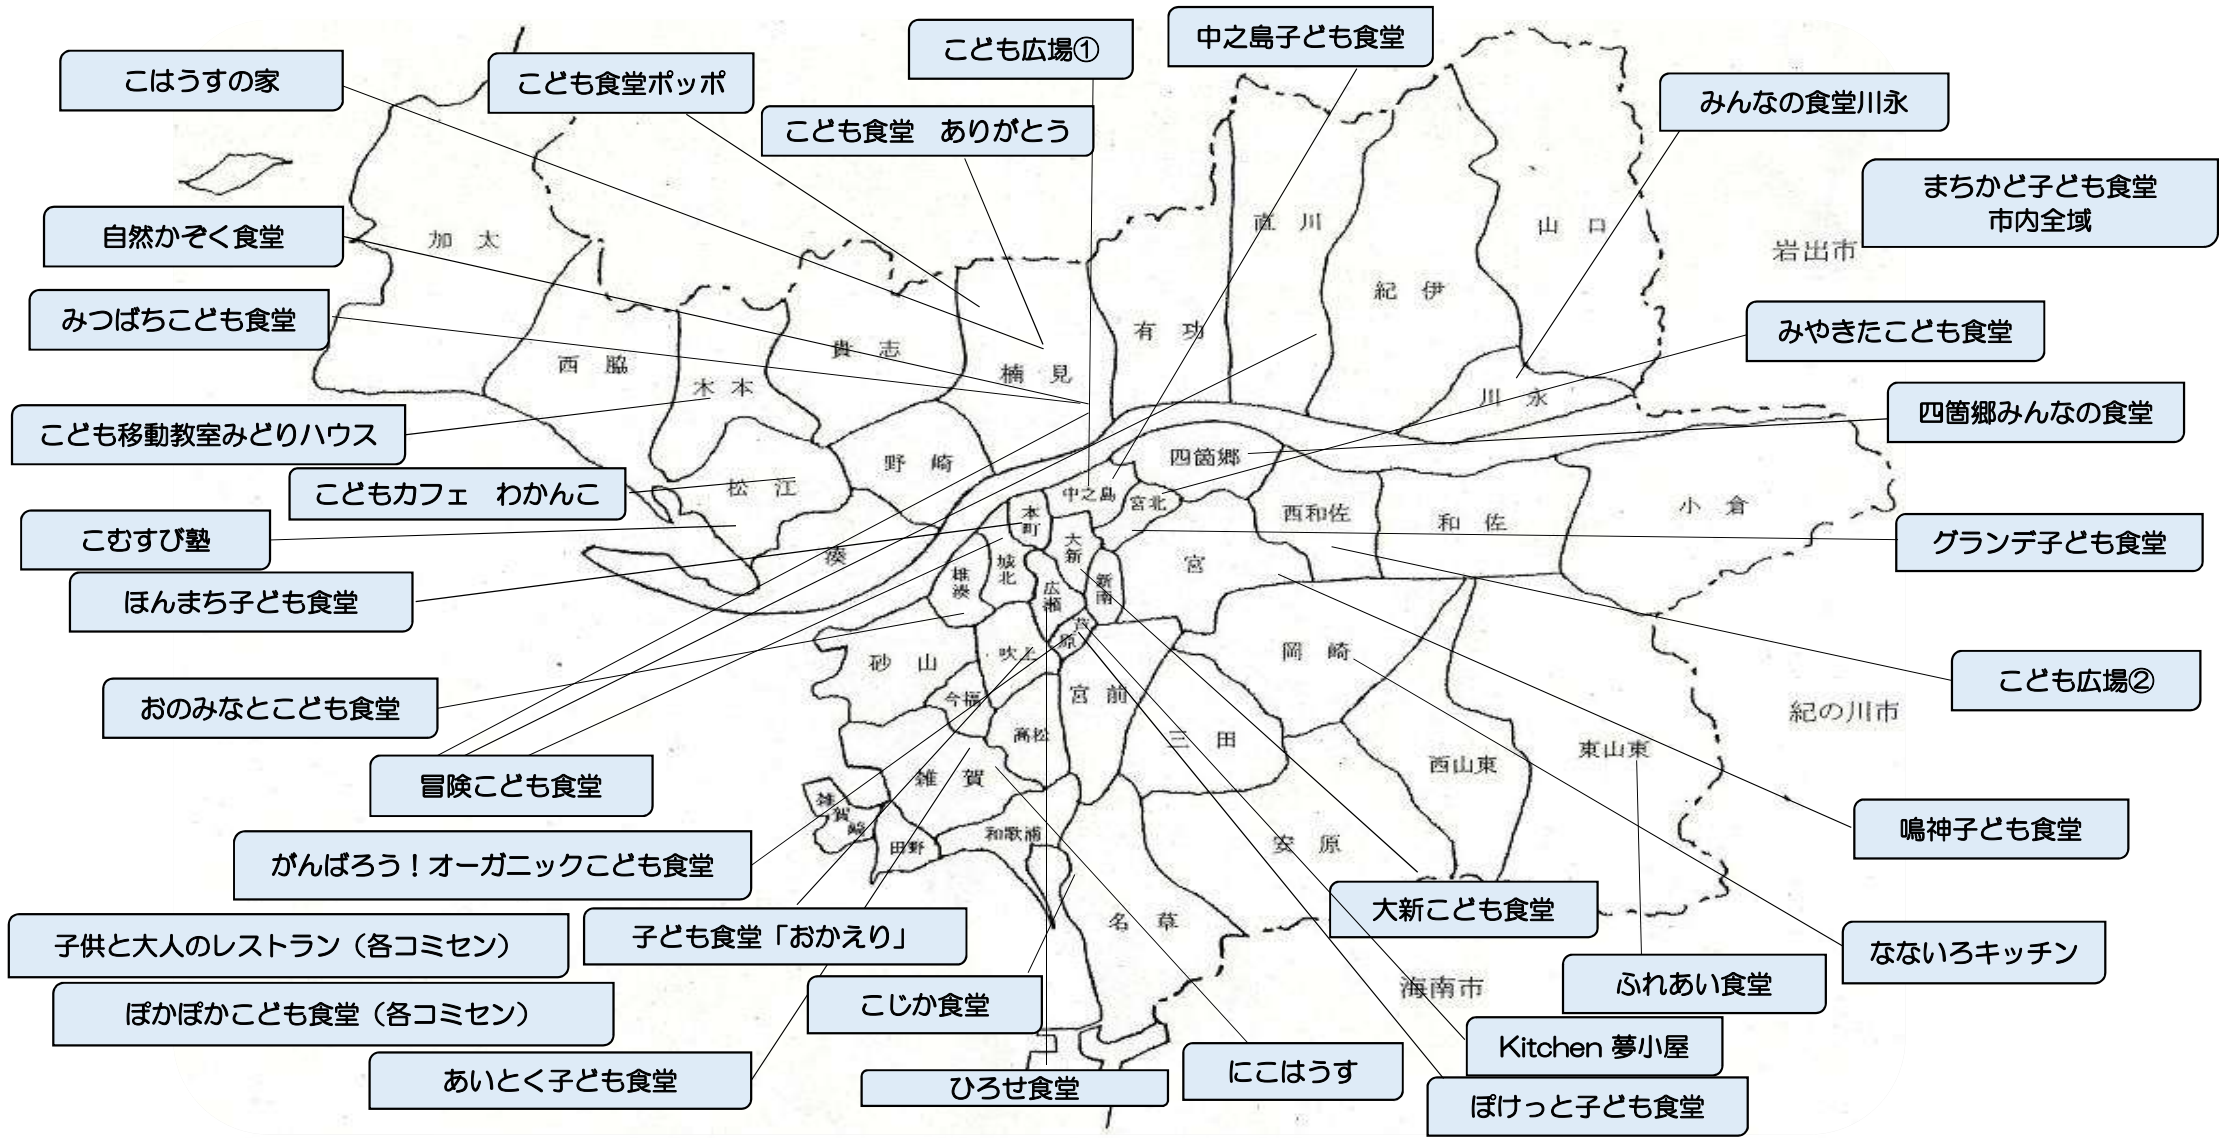 こども広場①
中之島子ども食堂
こはうすの家
こども食堂ポッポ
みんなの食堂川永
こども食堂　ありがとう
まちかど子ども食堂
市内全域
自然かぞく食堂
加太
直川
山口
岩出市
紀伊
みつばちこども食堂
有功
みやきたこども食堂
貴志
西脇
楠見
木本
川永
こども移動教室みどりハウス
四箇郷みんなの食堂
野崎
四箇郷
こどもカフェ　わかんこ
松江
中之島
宮北
小倉
本町
西和佐
和佐
こむすび塾
グランデ子ども食堂
湊
大新
宮
城北
雄湊
新南
広瀬
ほんまち子ども食堂
芦原
砂山
吹上
岡崎
こども広場②
おのみなとこども食堂
今福
宮前
紀の川市
高松
三田
東山東
西山東
冒険こども食堂
雑賀
雑賀崎
和歌浦
田野
安原
鳴神子ども食堂
がんばろう！オーガニックこども食堂
大新こども食堂
名草
子ども食堂「おかえり」
子供と大人のレストラン（各コミセン）
なないろキッチン
ふれあい食堂
海南市
こじか食堂
ぽかぽかこども食堂（各コミセン）
Kitchen 夢小屋
にこはうす
あいとく子ども食堂
ひろせ食堂
ぽけっと子ども食堂